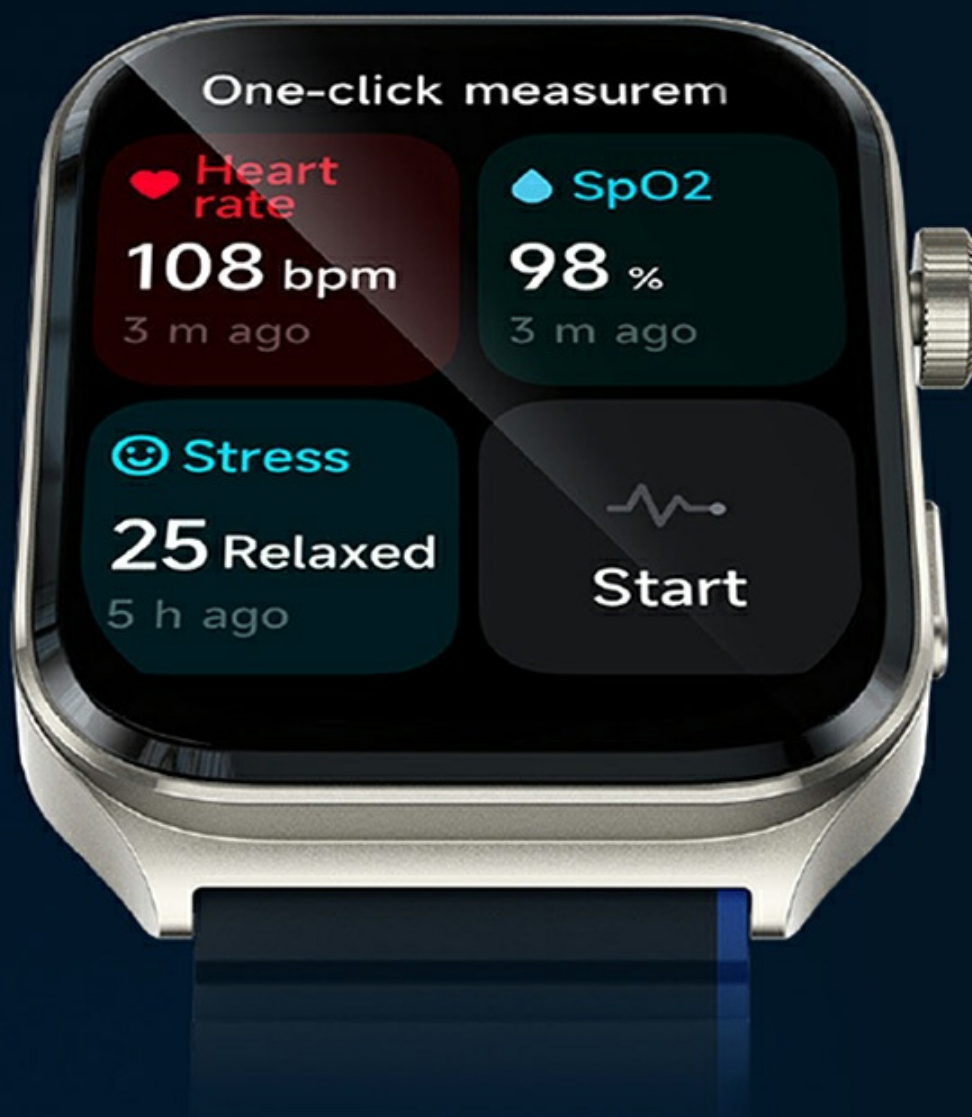 One-click measurem
Heart
rate
108 bpm
3 m ago
SpO2
98 %
3 m ago
Stress
25 Relaxed
5 h ago
Start